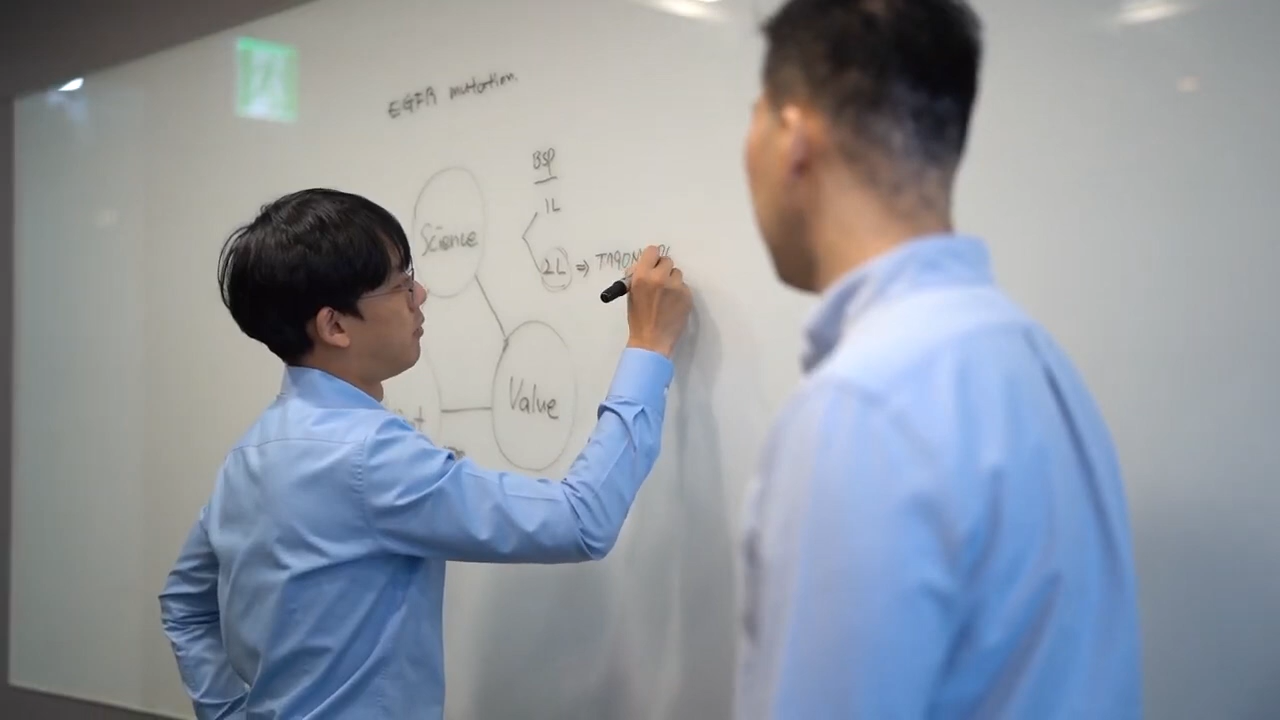 EGFR mutation
BSP
1L
Science
2L ⇒ T790M
Value